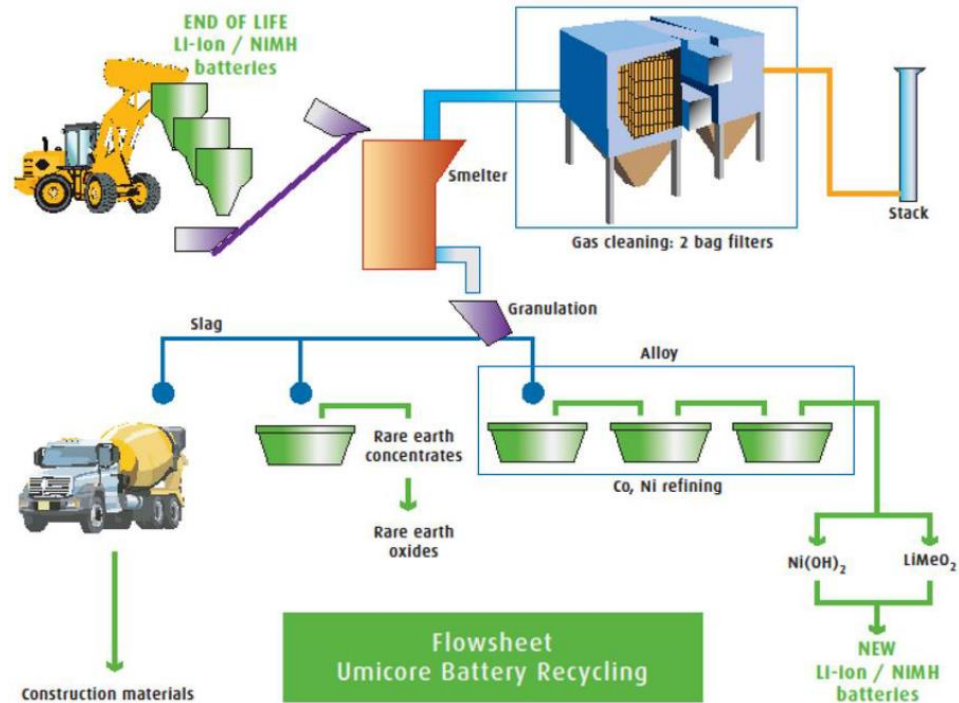 END OF LIFE
Li-Ion / NIMH
batteries
Smelter
Gas cleaning: 2 bag filters
Stack
Granulation
Slag
Alloy
Rare earth
concentrates
Co, Ni refining
Rare earth
oxides
Ni(OH)₂
LiMeO₂
Flowsheet
Umicore Battery Recycling
NEW
Li-Ion / NIMH
batteries
Construction materials